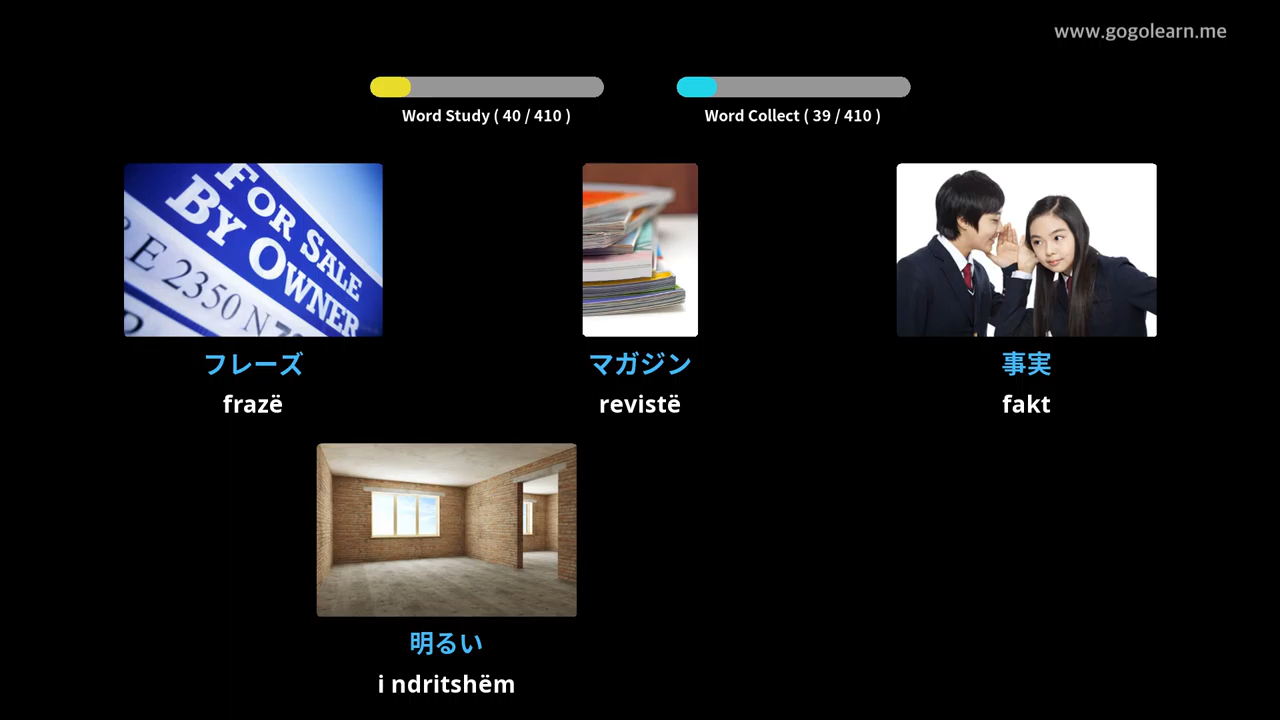 www.gogolearn.me
Word Study ( 40 / 410 )
Word Collect ( 39 / 410 )
FOR SALE
BY OWNER
E 2350 N
フレーズ
frazë
マガジン
revistë
事実
fakt
明るい
i ndritshëm